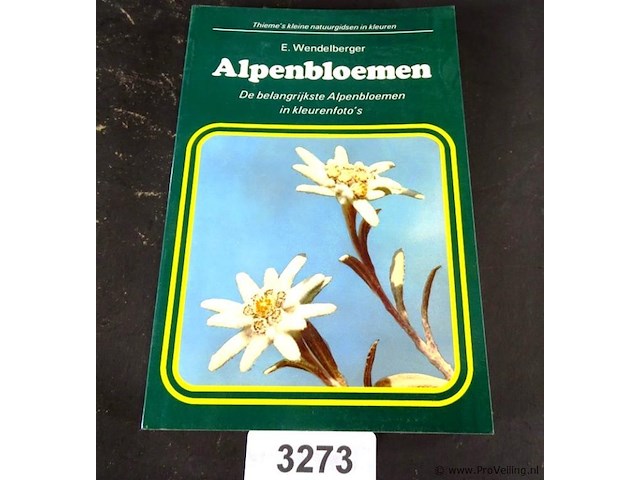 Thieme's kleine natuurgidsen in kleuren
E. Wendelberger
Alpenbloemen
De belangrijkste Alpenbloemen
in kleurenfoto's
3273
© www.ProVeiling.nl